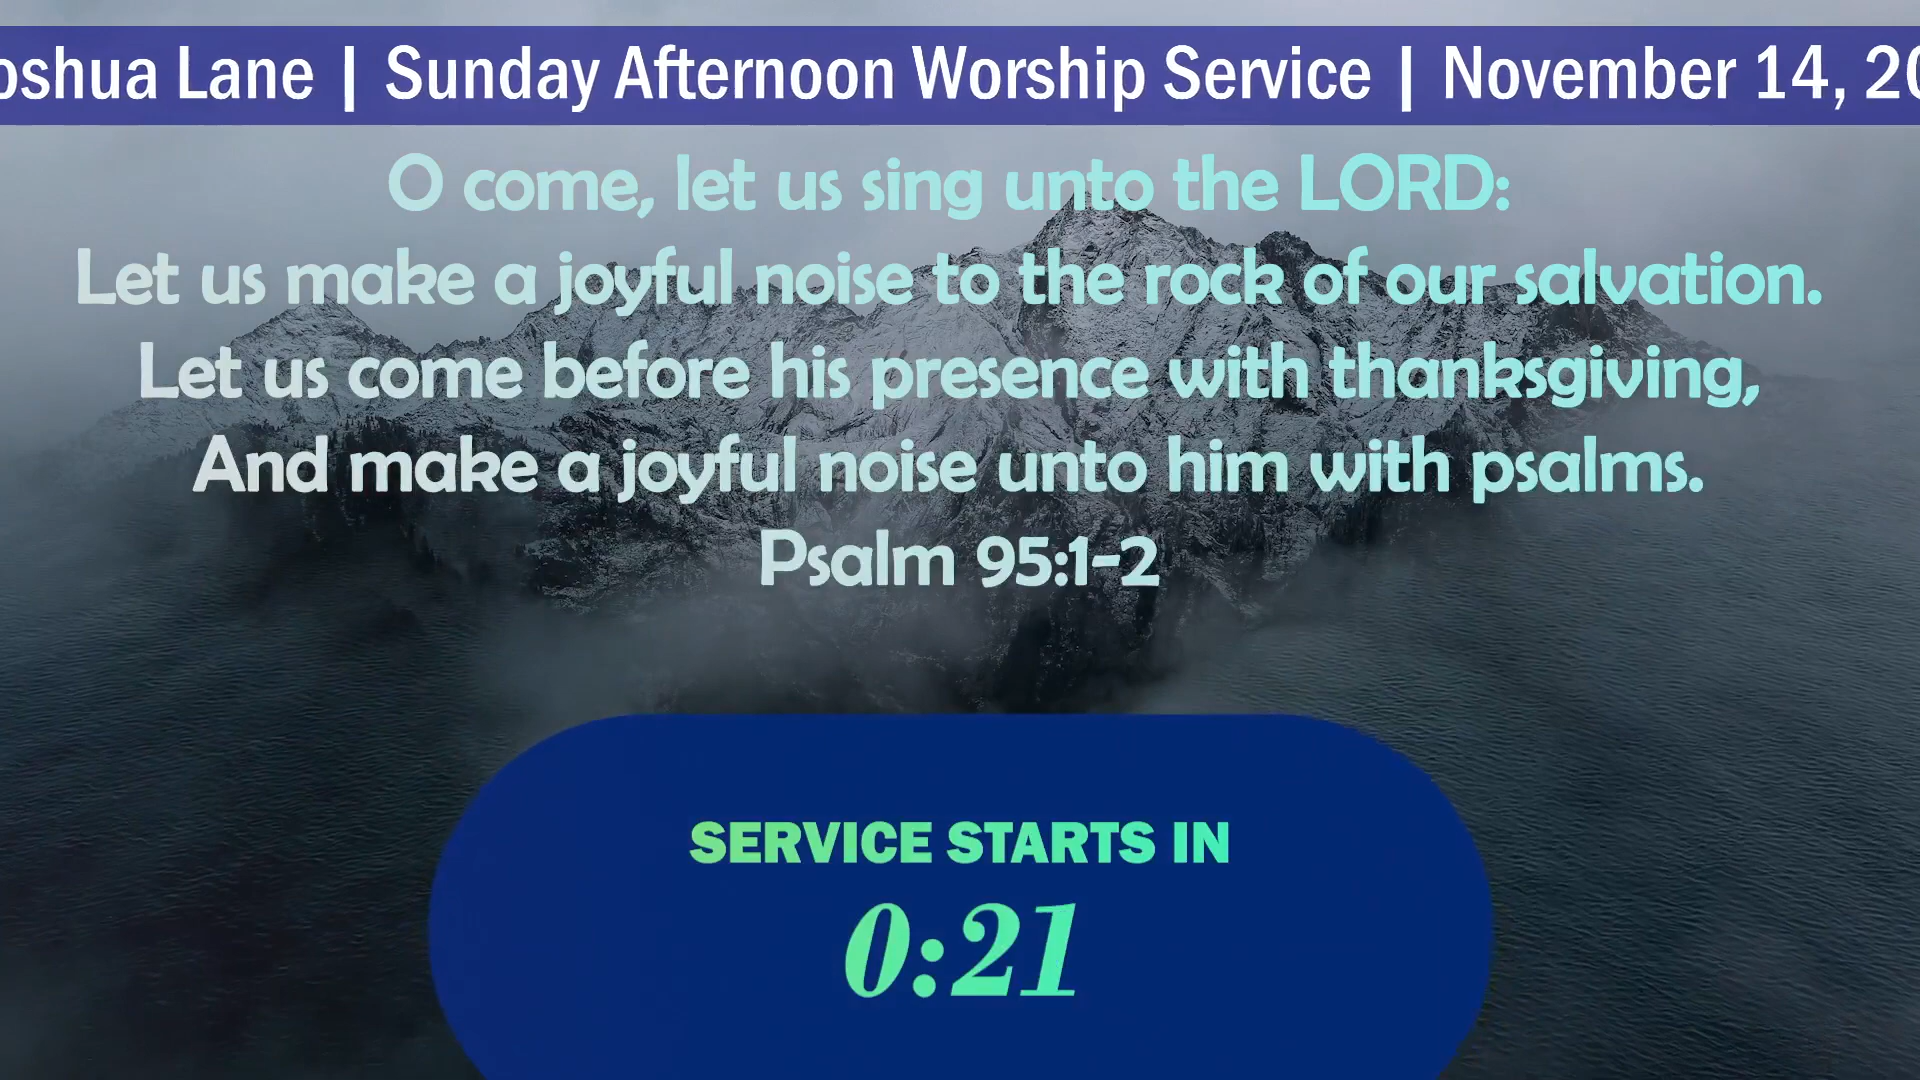 oshua Lane | Sunday Afternoon Worship Service | November 14, 20
O come, let us sing unto the LORD:
Let us make a joyful noise to the rock of our salvation.
Let us come before his presence with thanksgiving,
And make a joyful noise unto him with psalms.
Psalm 95:1-2
SERVICE STARTS IN
0:21